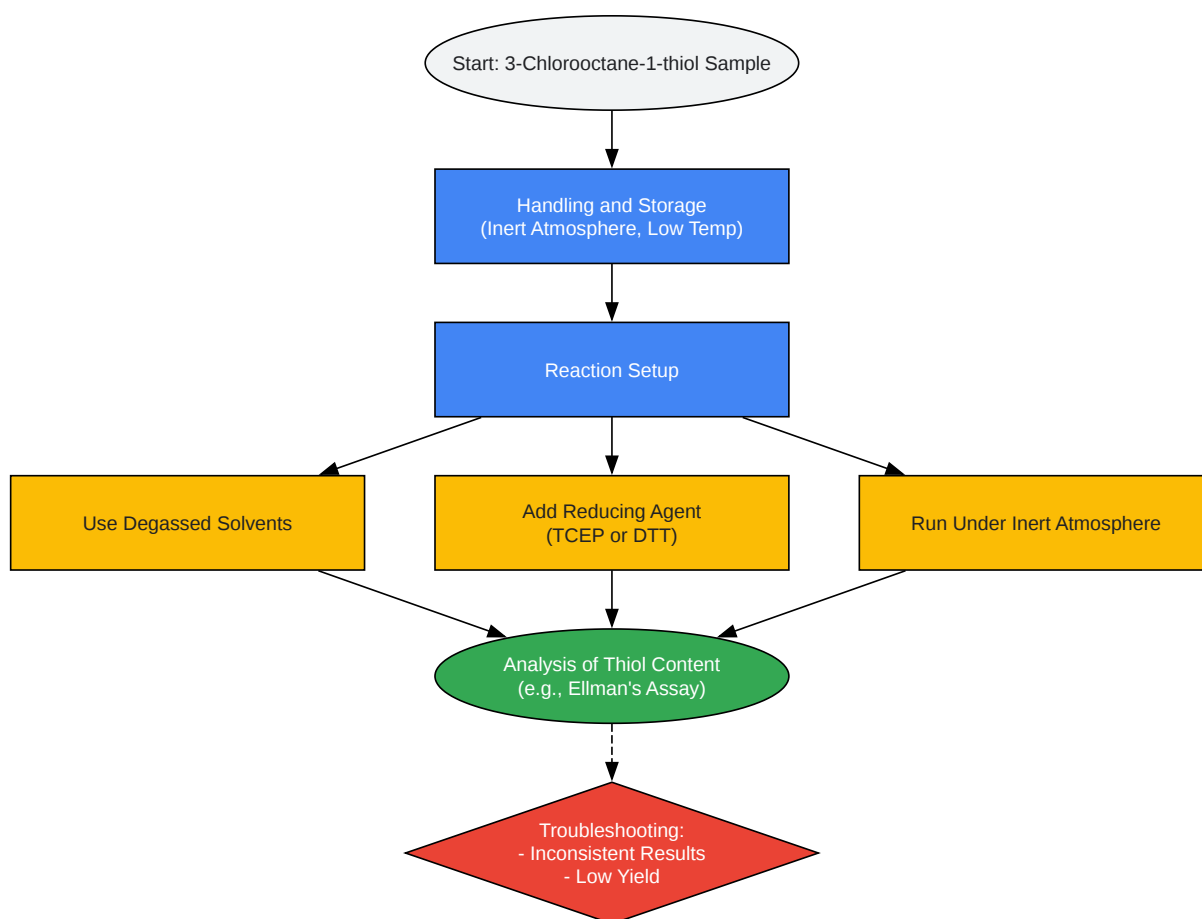 Start: 3-Chlorooctane-1-thiol Sample
Handling and Storage
(Inert Atmosphere, Low Temp)
Reaction Setup
Use Degassed Solvents
Add Reducing Agent
(TCEP or DTT)
Run Under Inert Atmosphere
Analysis of Thiol Content
(e.g., Ellman's Assay)
Troubleshooting:
- Inconsistent Results
- Low Yield